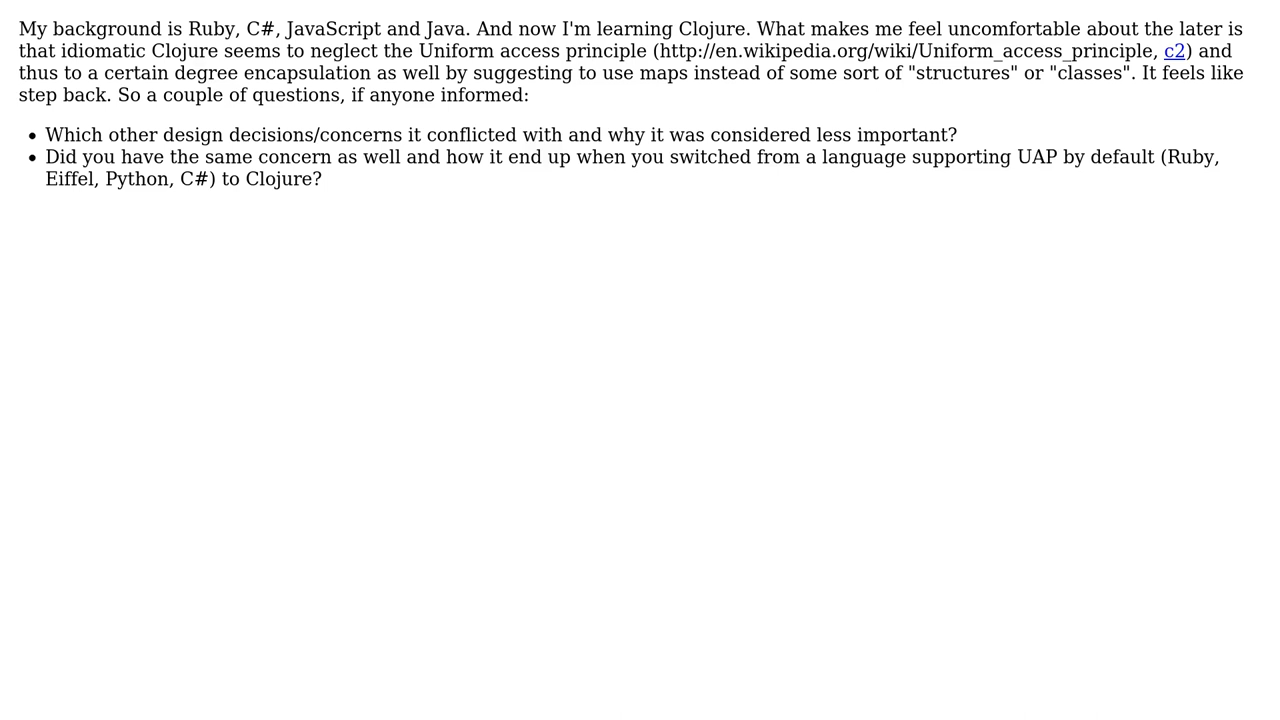 My background is Ruby, C#, JavaScript and Java. And now I'm learning Clojure. What makes me feel uncomfortable about the later is
that idiomatic Clojure seems to neglect the Uniform access principle (http://en.wikipedia.org/wiki/Uniform_access_principle, c2) and
thus to a certain degree encapsulation as well by suggesting to use maps instead of some sort of "structures" or "classes". It feels like
step back. So a couple of questions, if anyone informed:
• Which other design decisions/concerns it conflicted with and why it was considered less important?
• Did you have the same concern as well and how it end up when you switched from a language supporting UAP by default (Ruby,
Eiffel, Python, C#) to Clojure?